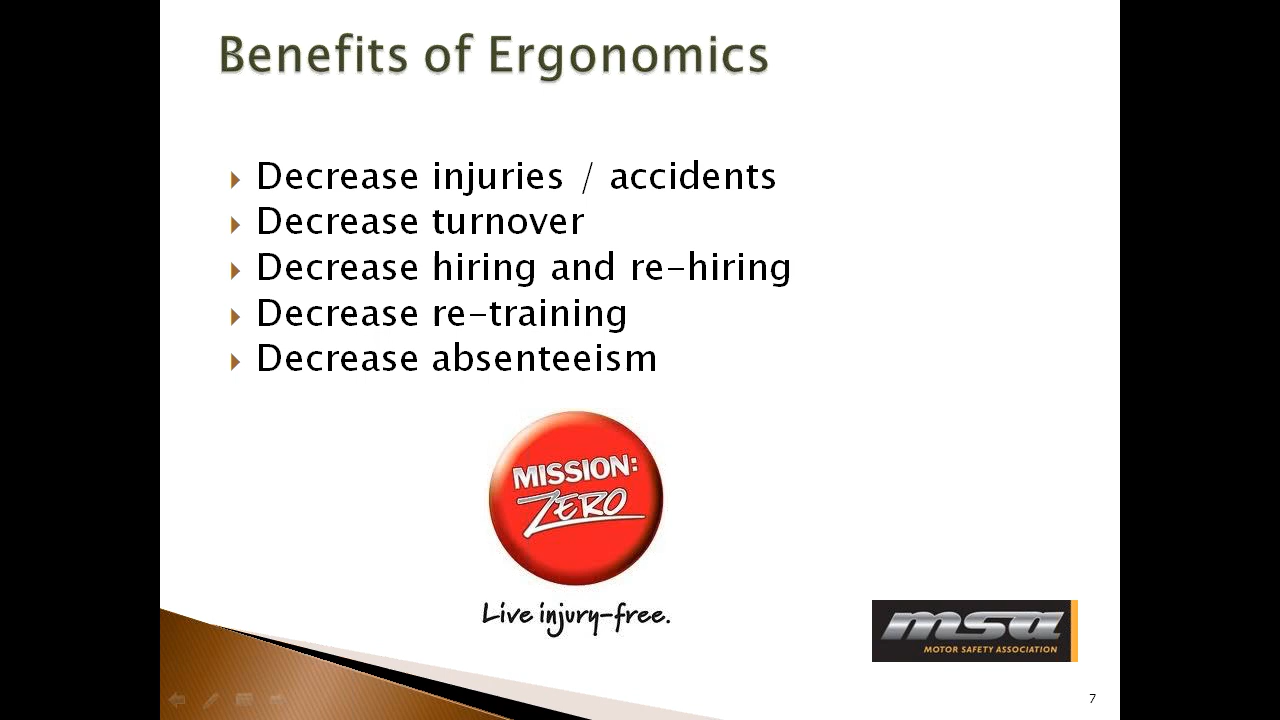 Benefits of Ergonomics
Decrease injuries / accidents
Decrease turnover
Decrease hiring and re-hiring
Decrease re-training
Decrease absenteeism
MISSION:
ZERO
Live injury-free.
msa
MOTOR SAFETY ASSOCIATION
7